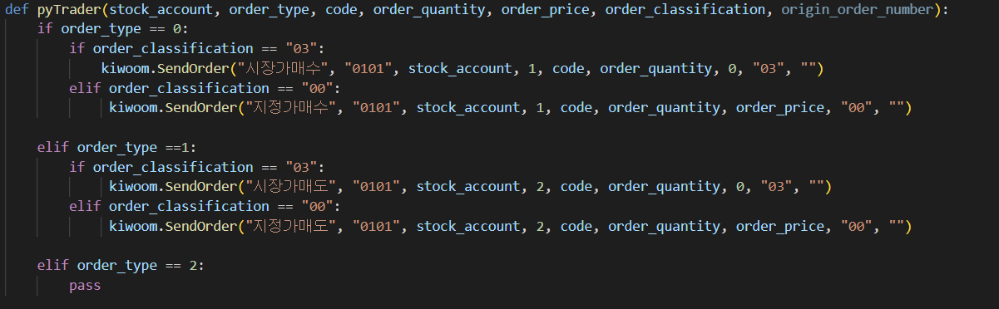 def pyTrader(stock_account, order_type, code, order_quantity, order_price, order_classification, origin_order_number):
if order_type == 0:
if order_classification == "03":
kiwoom.SendOrder("시장가매수", "0101", stock_account, 1, code, order_quantity, 0, "03", "")
elif order_classification == "00":
kiwoom.SendOrder("지정가매수", "0101", stock_account, 1, code, order_quantity, order_price, "00", "")
elif order_type ==1:
if order_classification == "03":
kiwoom.SendOrder("시장가매도", "0101", stock_account, 2, code, order_quantity, 0, "03", "")
elif order_classification == "00":
kiwoom.SendOrder("지정가매도", "0101", stock_account, 2, code, order_quantity, order_price, "00", "")
elif order_type == 2:
pass